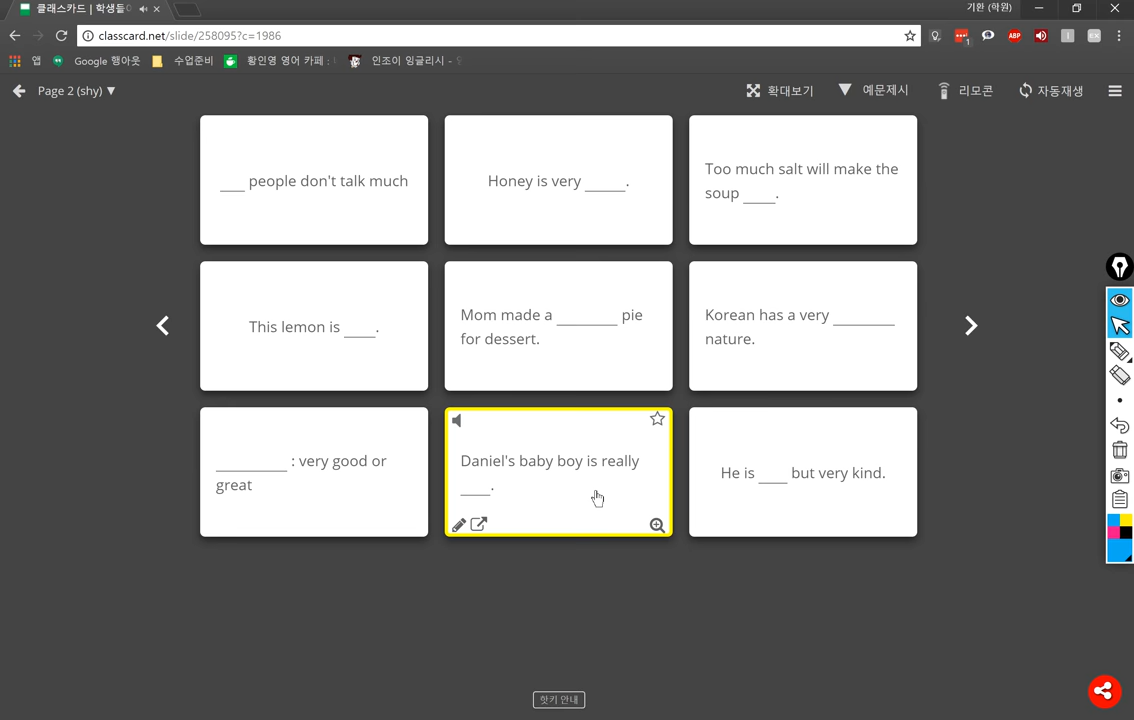 클래스카드 | 학생들
기환 (학원)
classcard.net/slide/258095?c=1986
ABP
1
앱
Google 행아웃
수업준비
황인영 영어 카페 :
인조이 잉글리시 -
Page 2 (shy) ▼
확대보기
▼ 예문제시
리모콘
자동재생
___ people don't talk much
Honey is very _____.
Too much salt will make the
soup ____.
This lemon is ____.
Mom made a ________ pie
for dessert.
Korean has a very ________
nature.
_________ : very good or
great
Daniel's baby boy is really
____.
He is ____ but very kind.
핫키 안내